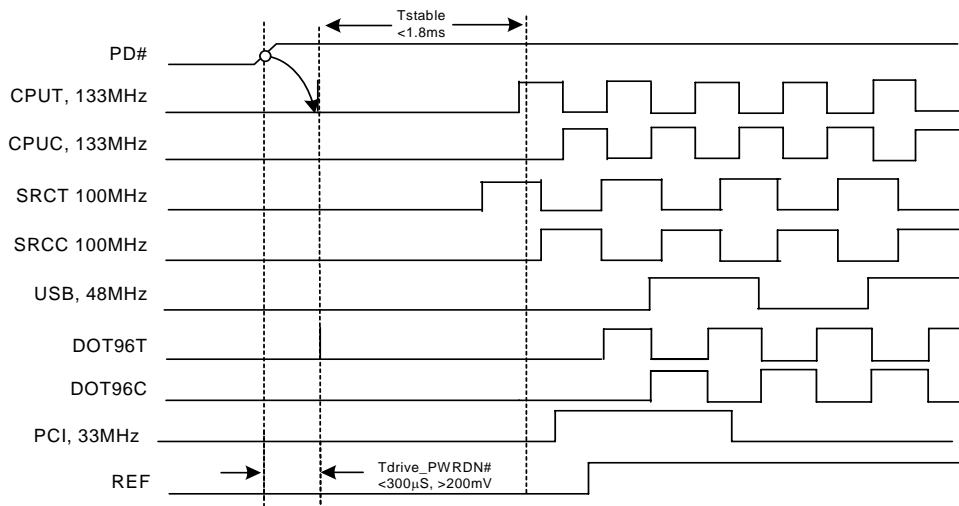 Tstable
<1.8ms
PD#
CPUT, 133MHz
CPUC, 133MHz
SRCT 100MHz
SRCC 100MHz
USB, 48MHz
DOT96T
DOT96C
PCI, 33MHz
Tdrive_PWRDN#
<300µS, >200mV
REF